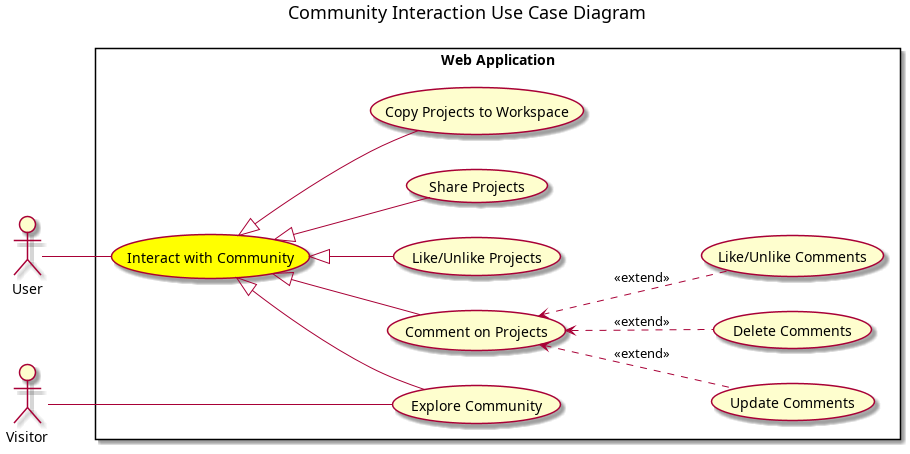 Community Interaction Use Case Diagram
Web Application
Copy Projects to Workspace
Share Projects
Interact with Community
Like/Unlike Projects
Like/Unlike Comments
«extend»
User
Comment on Projects
«extend»
Delete Comments
«extend»
Update Comments
Explore Community
Visitor